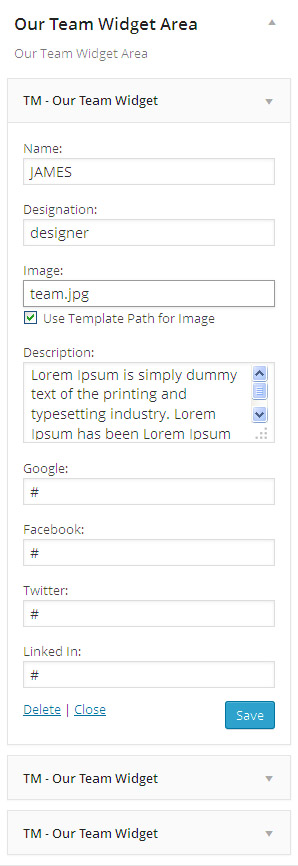 Our Team Widget Area
Our Team Widget Area
TM - Our Team Widget
Name:
JAMES
Designation:
designer
Image:
team.jpg
Use Template Path for Image
Description:
Lorem Ipsum is simply dummy
text of the printing and
typesetting industry. Lorem
Ipsum has been Lorem Ipsum
Google:
#
Facebook:
#
Twitter:
#
Linked In:
#
Delete | Close
Save
TM - Our Team Widget
TM - Our Team Widget